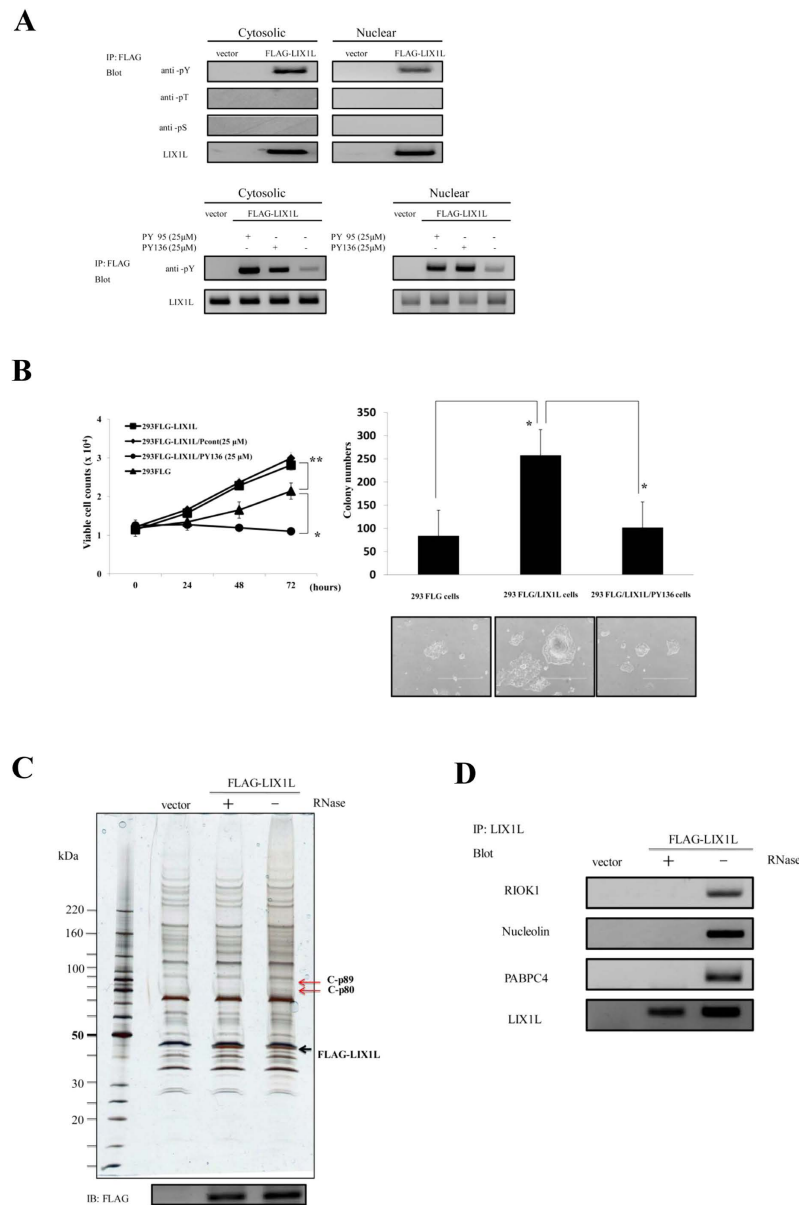 A
Cytosolic Nuclear
vector FLAG-LIX1L vector FLAG-LIX1L
IP: FLAG
Blot
anti -pY
anti -pT
anti -pS
LIX1L
Cytosolic Nuclear
vector FLAG-LIX1L vector FLAG-LIX1L
PY 95 (25μM) + - - PY 95 (25μM) + - -
PY136 (25μM) - + - PY136 (25μM) - + -
IP: FLAG
Blot
anti -pY
LIX1L
B
Viable cell counts (x 10⁴)
4
3
2
1
0
293FLG-LIX1L
293FLG-LIX1L/Pcont(25 μM)
293FLG-LIX1L/PY136 (25 μM)
293FLG
**
*
0 24 48 72 (hours)
Colony numbers
350
300
250
200
150
100
50
0
*
*
293 FLG cells 293 FLG/LIX1L cells 293 FLG/LIX1L/PY136 cells
C
FLAG-LIX1L
vector + − RNase
kDa
220
160
100
50
30
20
C-p89
C-p80
FLAG-LIX1L
IB: FLAG
D
IP: LIX1L
Blot
FLAG-LIX1L
vector + − RNase
RIOK1
Nucleolin
PABPC4
LIX1L